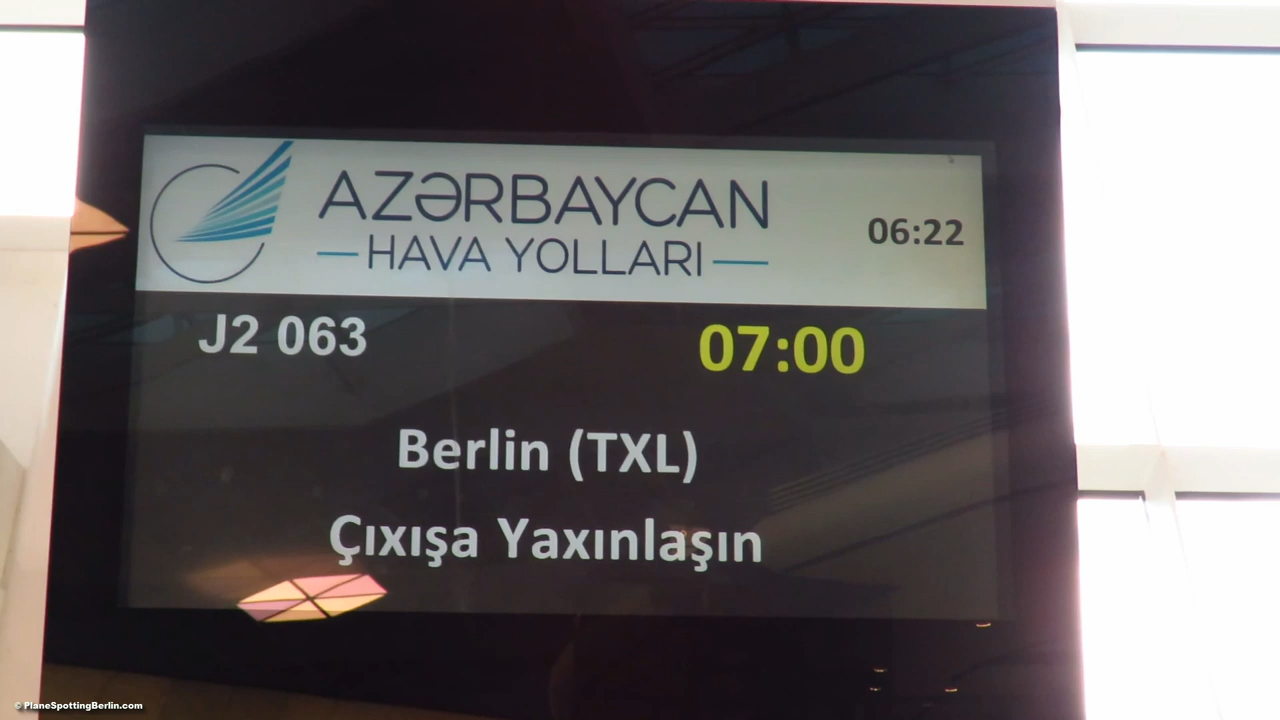 AZƏRBAYCAN
HAVA YOLLARI
06:22
J2 063
07:00
Berlin (TXL)
Çıxışa Yaxınlaşın
© PlaneSpottingBerlin.com